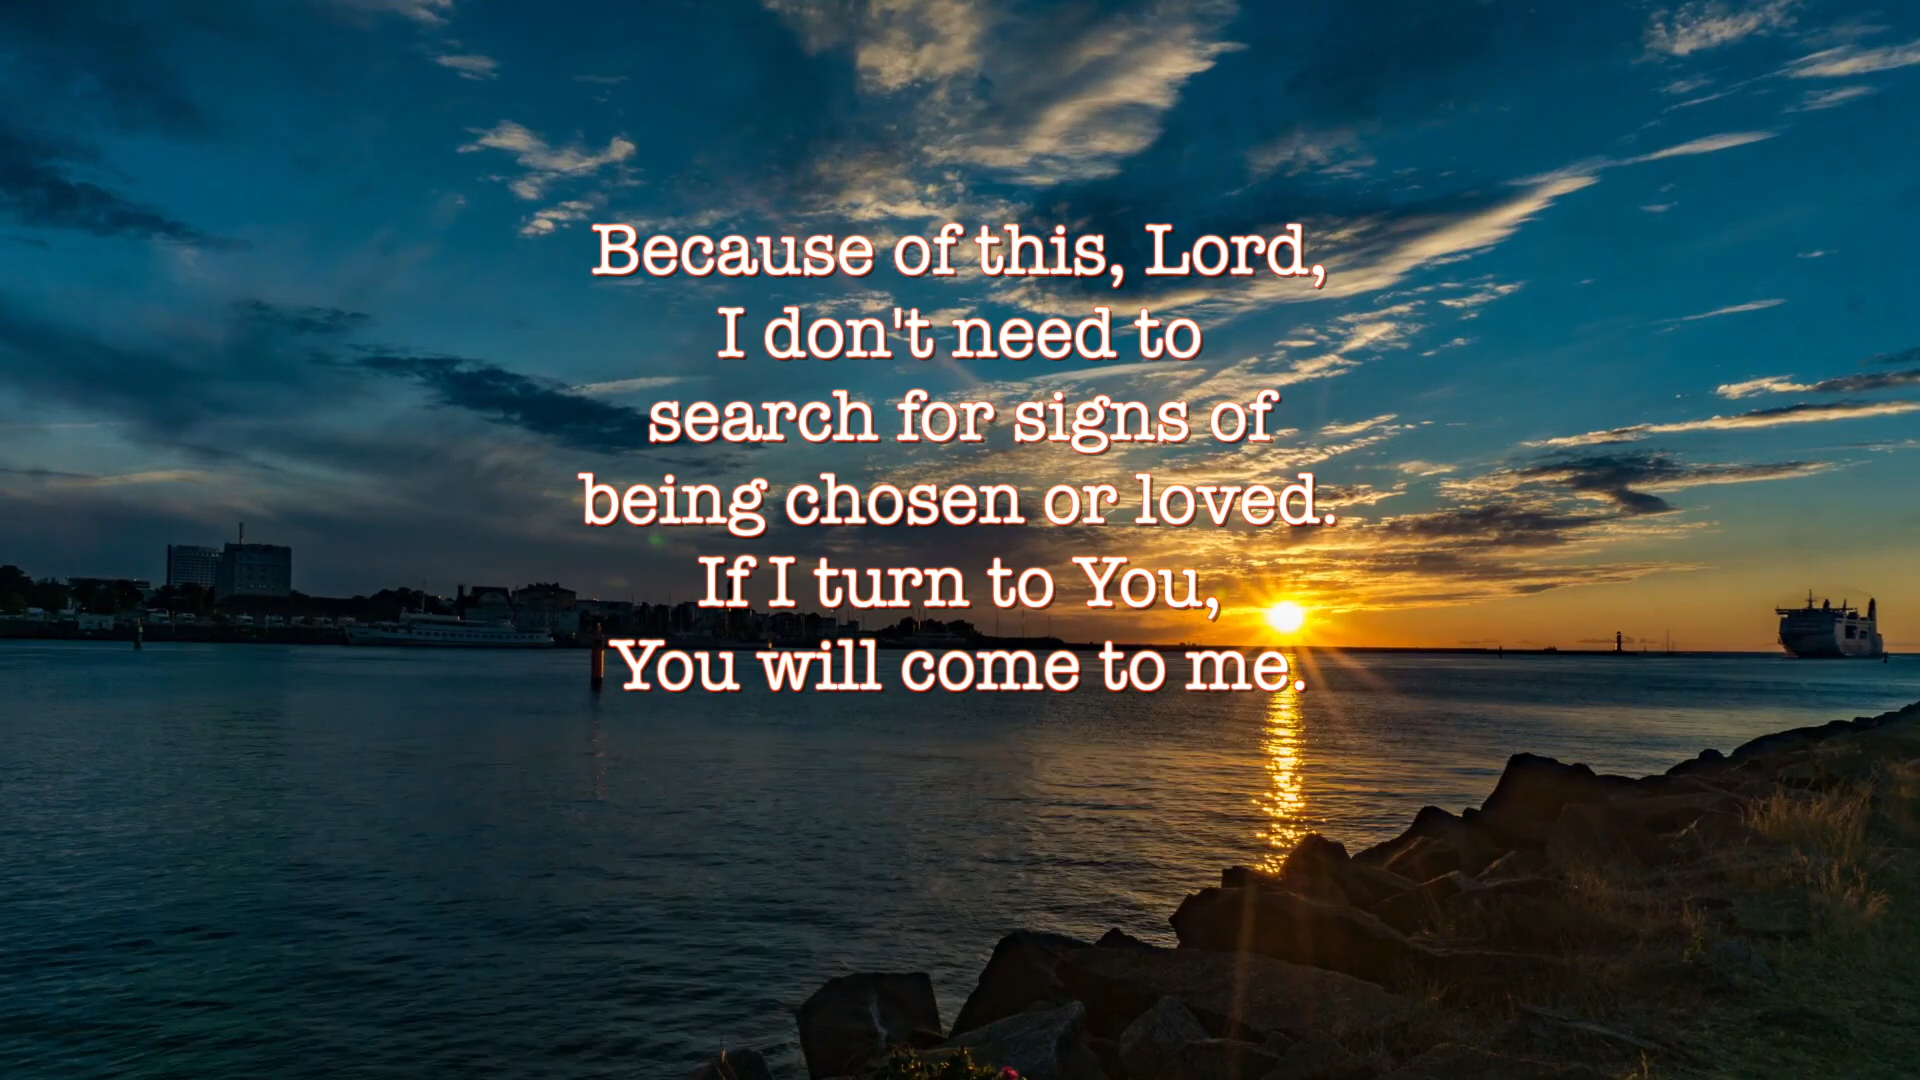 Because of this, Lord,
I don't need to
search for signs of
being chosen or loved.
If I turn to You,
You will come to me.